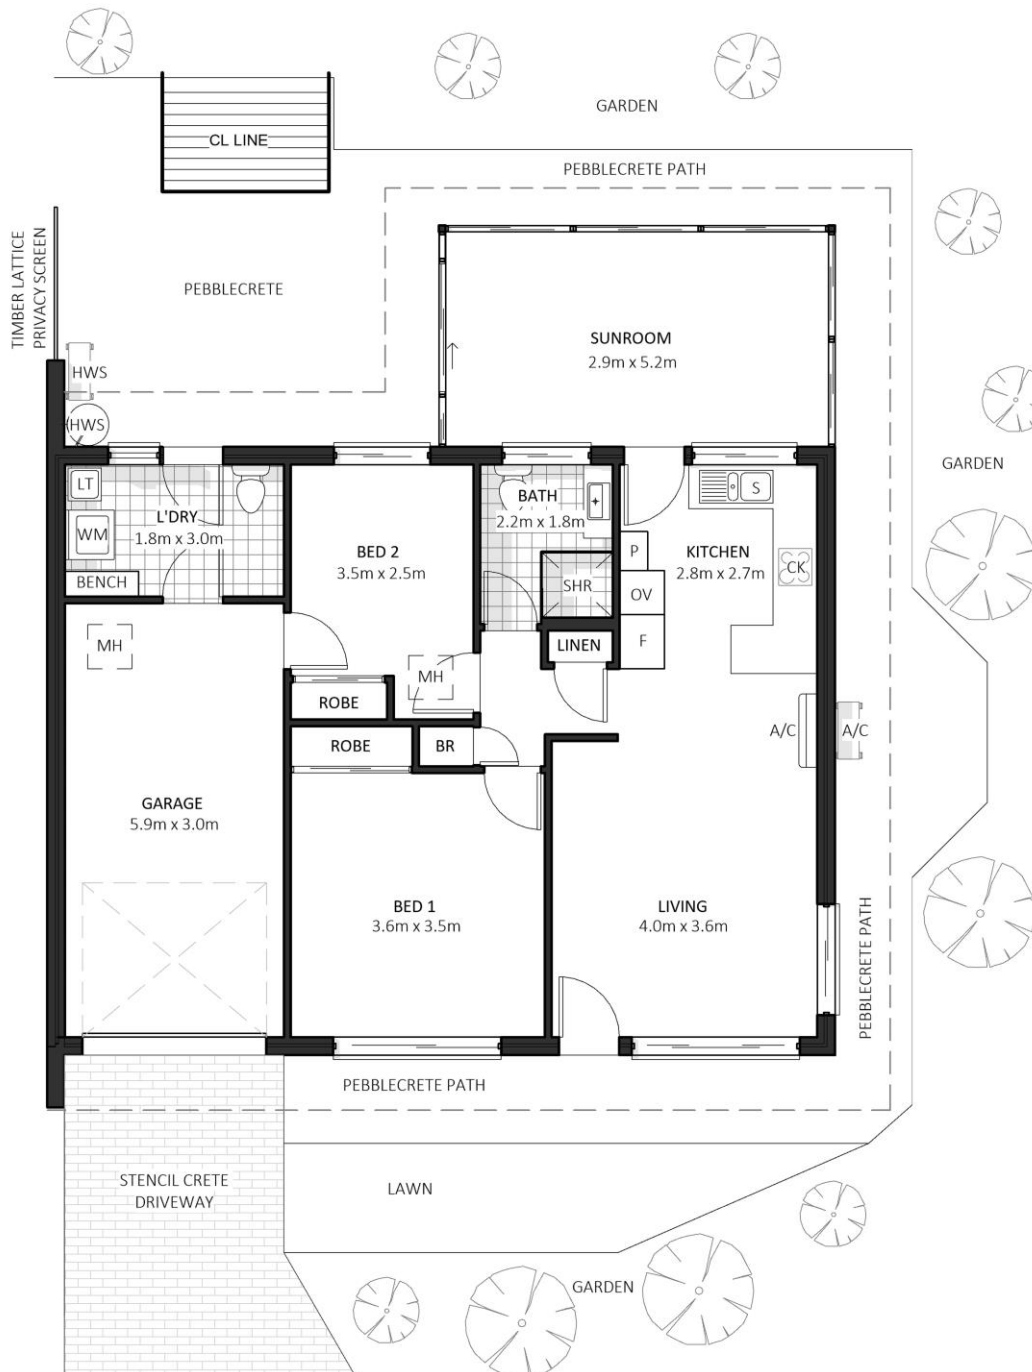 GARDEN
CL LINE
PEBBLECRETE PATH
TIMBER LATTICE
PRIVACY SCREEN
PEBBLECRETE
SUNROOM
2.9m x 5.2m
HWS
HWS
GARDEN
LT
L'DRY
1.8m x 3.0m
WM
BENCH
BED 2
3.5m x 2.5m
BATH
2.2m x 1.8m
SHR
S
P
KITCHEN
2.8m x 2.7m
CK
OV
F
LINEN
MH
MH
ROBE
ROBE
BR
A/C
A/C
GARAGE
5.9m x 3.0m
BED 1
3.6m x 3.5m
LIVING
4.0m x 3.6m
PEBBLECRETE PATH
PEBBLECRETE PATH
STENCIL CRETE
DRIVEWAY
LAWN
GARDEN